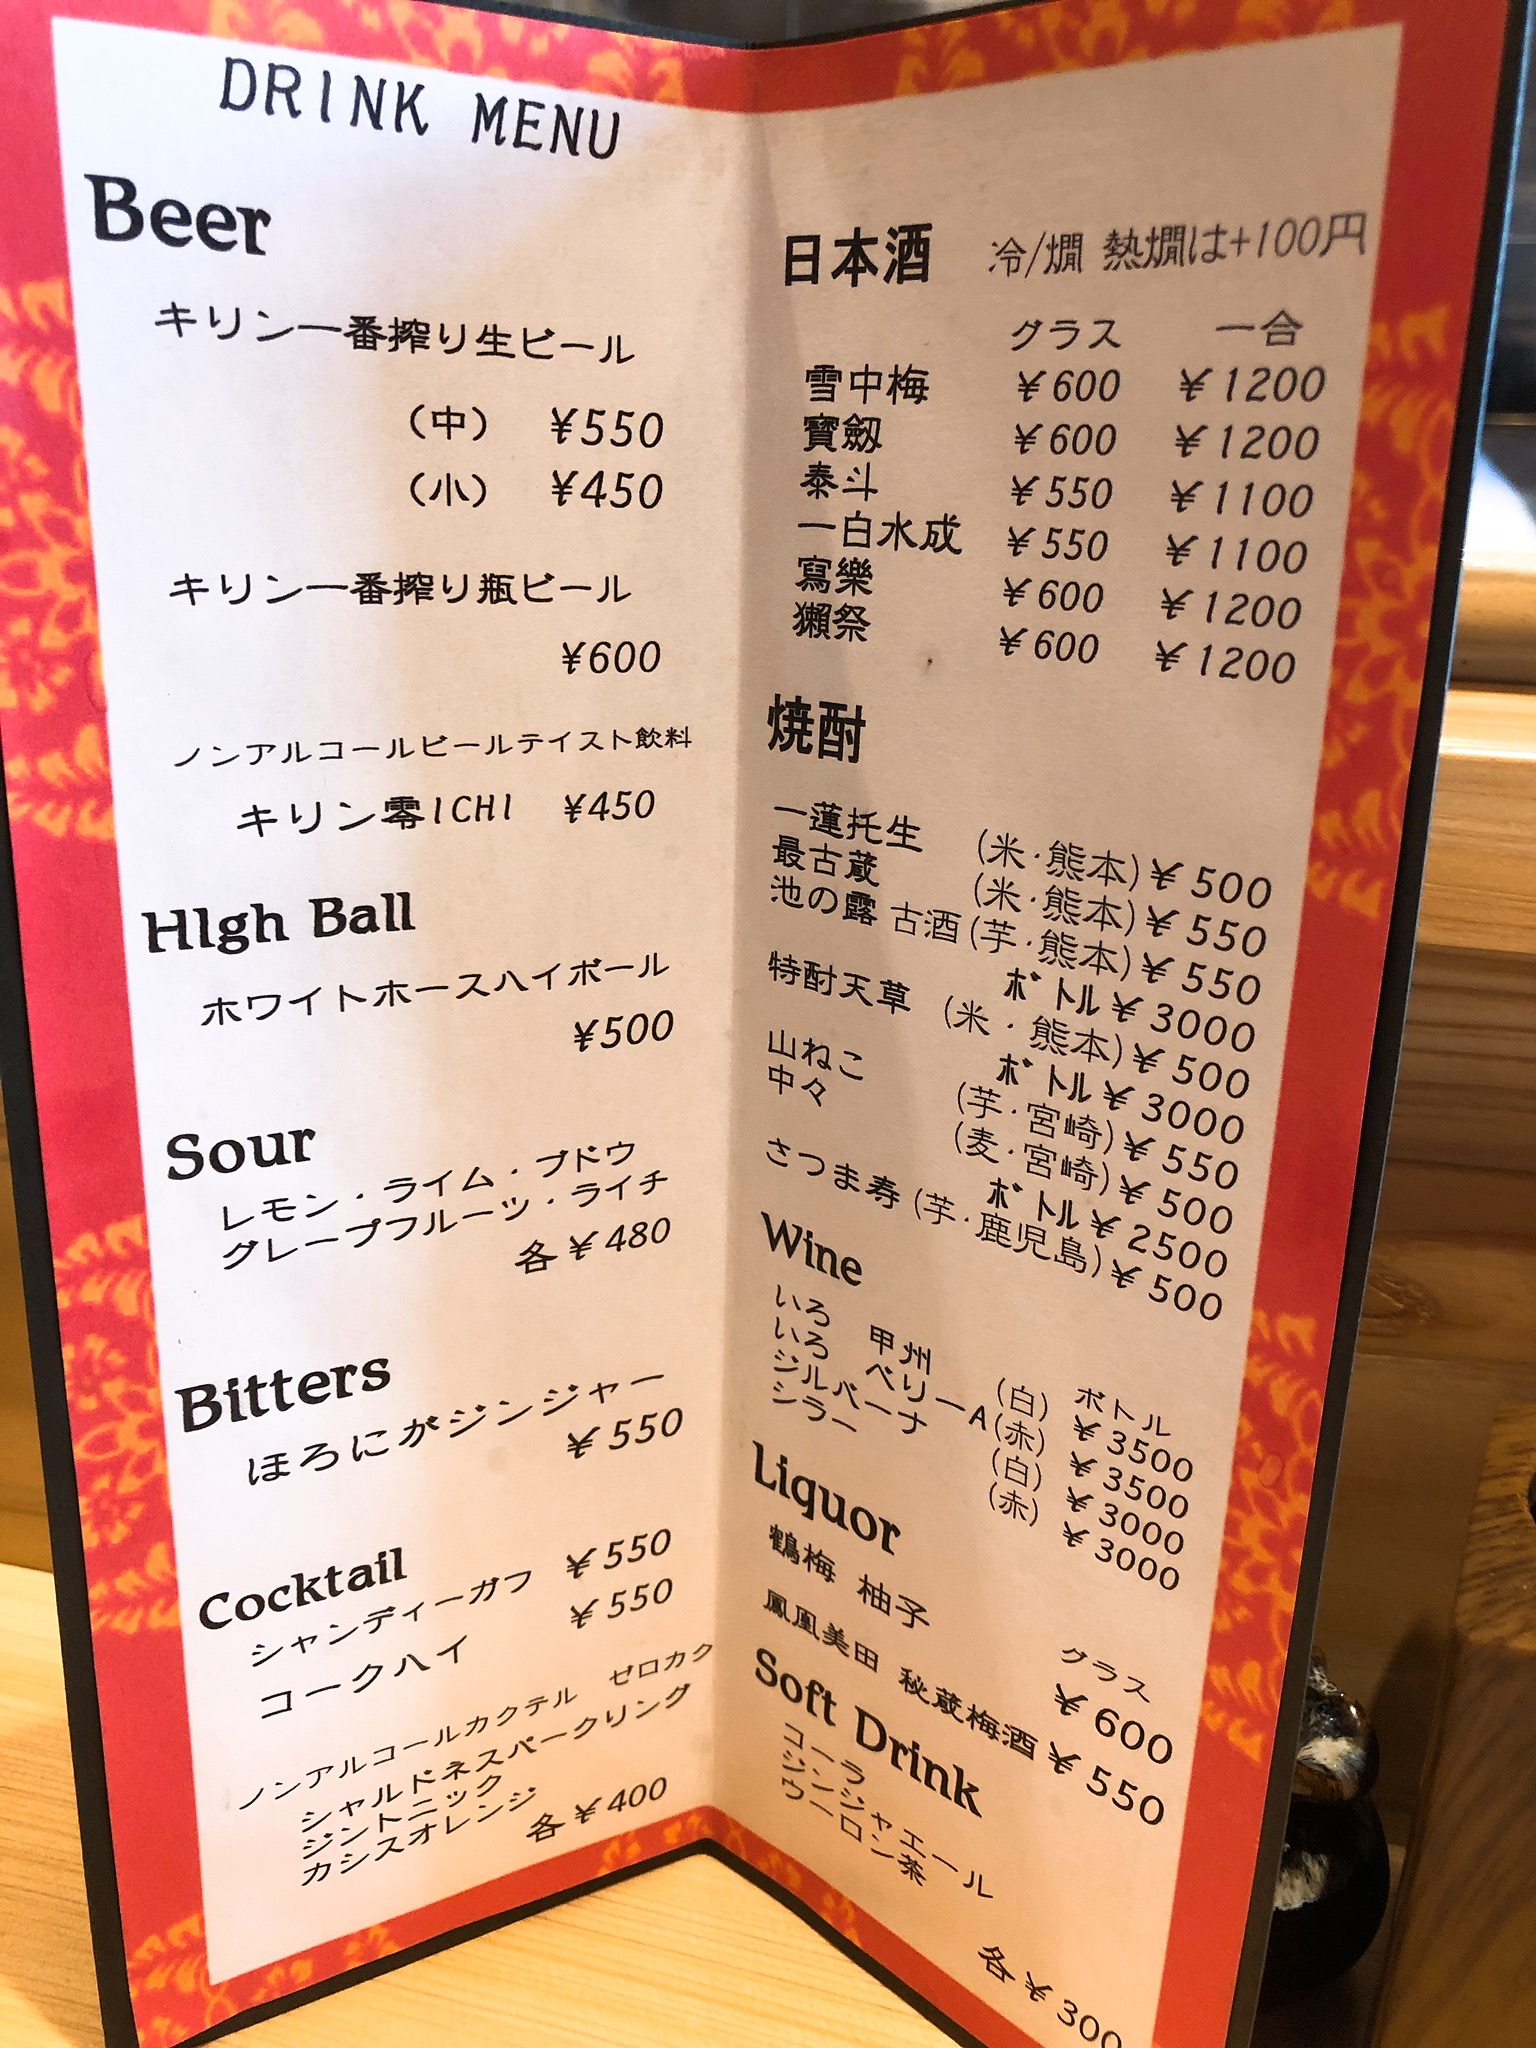 DRINK MENU
Beer
キリン一番搾り生ビール
(中) ¥550
(小) ¥450
キリン一番搾り瓶ビール
¥600
ノンアルコールビールテイスト飲料
キリン零ICHI ¥450
HIgh Ball
ホワイトホースハイボール
¥500
Sour
レモン・ライム・ブドウ
グレープフルーツ・ライチ
各¥480
Bitters
ほろにがジンジャー
¥550
Cocktail
シャンディーガフ ¥550
コークハイ ¥550
ノンアルコールカクテル ゼロカク
シャルドネスパークリング
ジントニック
カシスオレンジ
各¥400
日本酒 冷/燗 熱燗は+100円
グラス 一合
雪中梅 ¥600 ¥1200
寶劔 ¥600 ¥1200
泰斗 ¥550 ¥1100
一白水成 ¥550 ¥1100
寫樂 ¥600 ¥1200
獺祭 ¥600 ¥1200
焼酎
一蓮托生 (米・熊本)¥500
最古蔵 (米・熊本)¥550
池の露 古酒(芋・熊本)¥550
ボトル¥3000
特酎天草 (米・熊本)¥500
ボトル¥3000
山ねこ (芋・宮崎)¥550
中々 (麦・宮崎)¥500
ボトル¥2500
さつま寿(芋・鹿児島)¥500
Wine
ボトル
いろ 甲州 (白) ¥3500
いろ ベリーA(赤) ¥3500
ジルバーナ (白) ¥3000
シラー (赤) ¥3000
Liquor
グラス
鶴梅 柚子 ¥600
鳳凰美田 秘蔵梅酒¥550
Soft Drink
コーラ
ジンジャエール
ウーロン茶
各¥300